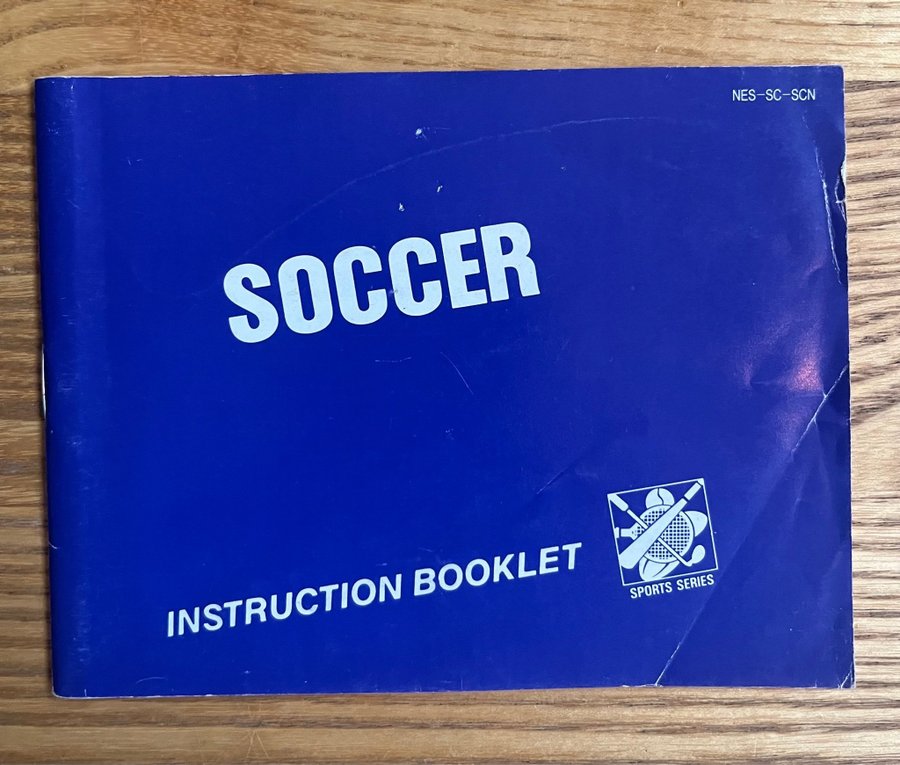 NES-SC-SCN
SOCCER
INSTRUCTION BOOKLET
SPORTS SERIES